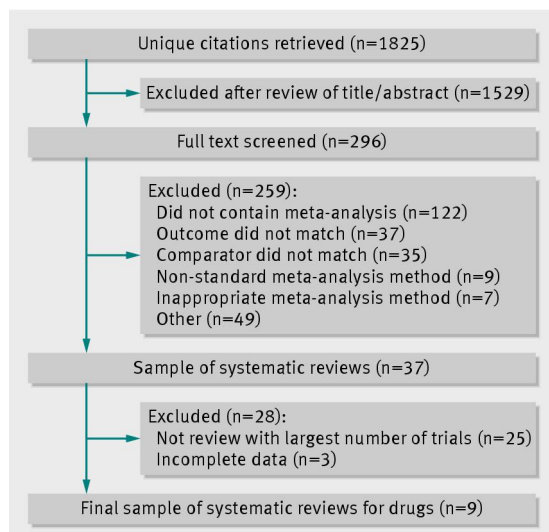 Unique citations retrieved (n=1825)
Excluded after review of title/abstract (n=1529)
Full text screened (n=296)
Excluded (n=259):
Did not contain meta-analysis (n=122)
Outcome did not match (n=37)
Comparator did not match (n=35)
Non-standard meta-analysis method (n=9)
Inappropriate meta-analysis method (n=7)
Other (n=49)
Sample of systematic reviews (n=37)
Excluded (n=28):
Not review with largest number of trials (n=25)
Incomplete data (n=3)
Final sample of systematic reviews for drugs (n=9)